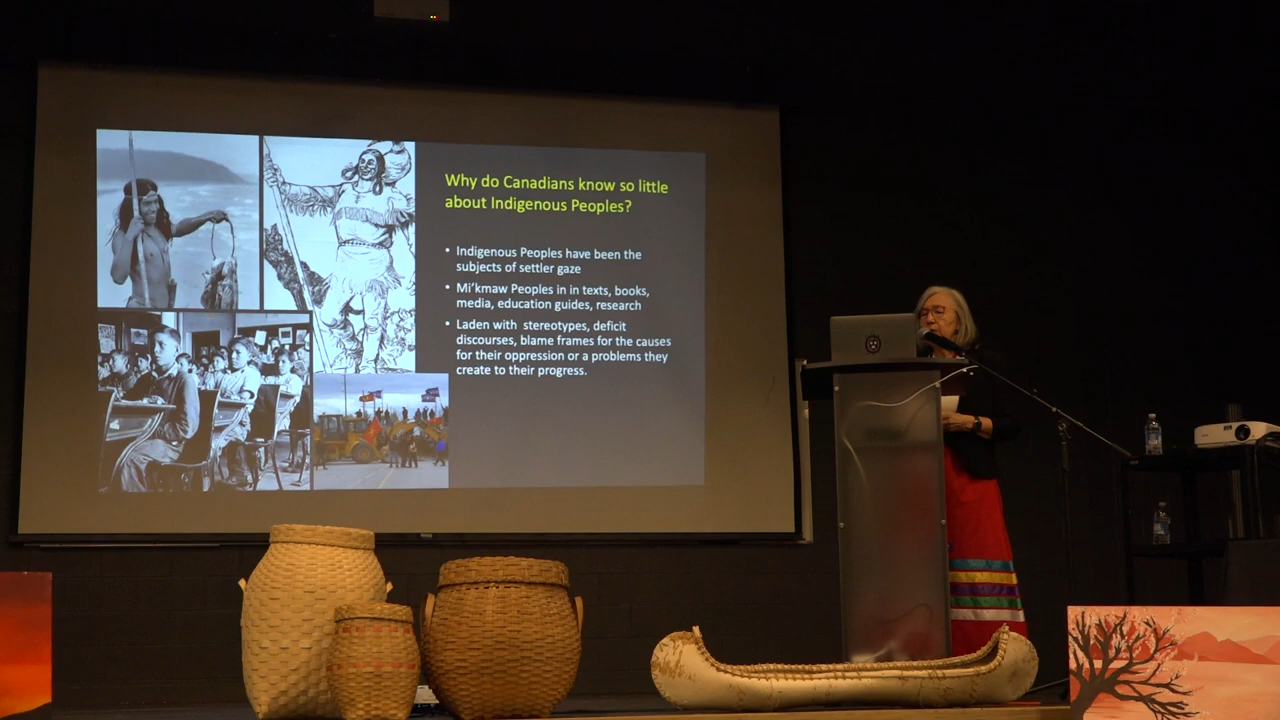 Why do Canadians know so little
about Indigenous Peoples?
• Indigenous Peoples have been the
subjects of settler gaze
• Mi'kmaw Peoples in in texts, books,
media, education guides, research
• Laden with stereotypes, deficit
discourses, blame frames for the causes
for their oppression or a problems they
create to their progress.